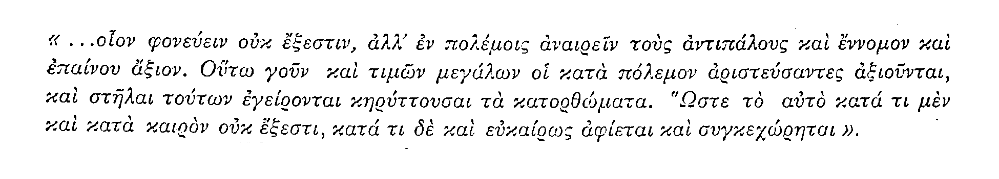 « ...οἷον φονεύειν οὐκ ἔξεστιν, ἀλλ’ ἐν πολέμοις ἀναιρεῖν τοὺς ἀντιπάλους καὶ ἔννομον καὶ
ἐπαίνου ἄξιον. Οὕτω γοῦν καὶ τιμῶν μεγάλων οἱ κατὰ πόλεμον ἀριστεύσαντες ἀξιοῦνται,
καὶ στῆλαι τούτων ἐγείρονται κηρύττουσαι τὰ κατορθώματα. Ὥστε τὸ αὐτὸ κατά τι μὲν
καὶ κατὰ καιρὸν οὐκ ἔξεστι, κατά τι δὲ καὶ εὐκαίρως ἀφίεται καὶ συγκεχώρηται ».